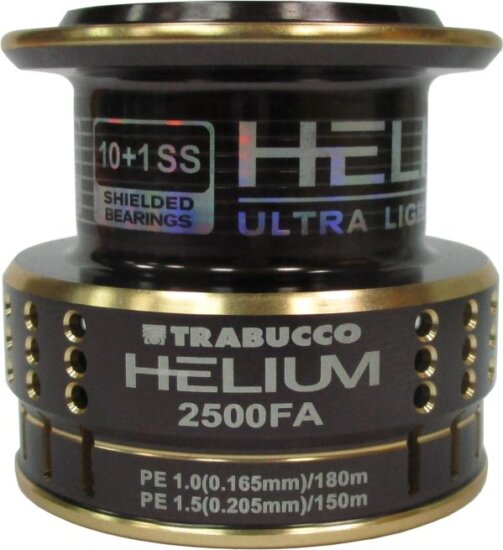 10+1 SS
SHIELDED
BEARINGS
ULTRA
TRABUCCO
HELIUM
2500FA
PE 1.0(0.165mm)/180m
PE 1.5(0.205mm)/150m